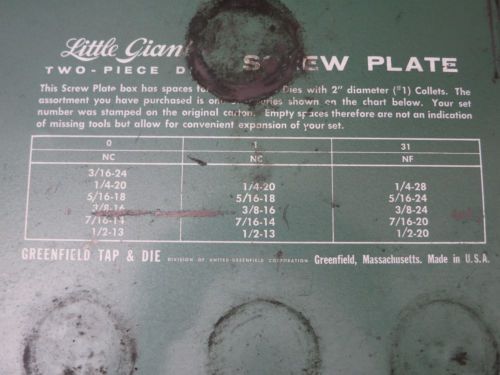 Little Giant SCREW PLATE
TWO-PIECE
This Screw Plate box has spaces for Dies with 2" diameter (#1) Collets. The
assortment you have purchased is one shown on the chart below. Your set
number was stamped on the original carton. Empty spaces therefore are not an indication
of missing tools but allow for convenient expansion of your set.
0 1 31
NC NC NF
3/16-24
1/4-20 1/4-20 1/4-28
5/16-18 5/16-18 5/16-24
3/8-16 3/8-16 3/8-24
7/16-14 7/16-14 7/16-20
1/2-13 1/2-13 1/2-20
GREENFIELD TAP & DIE DIVISION OF UNITED-GREENFIELD CORPORATION Greenfield, Massachusetts. Made in U.S.A.